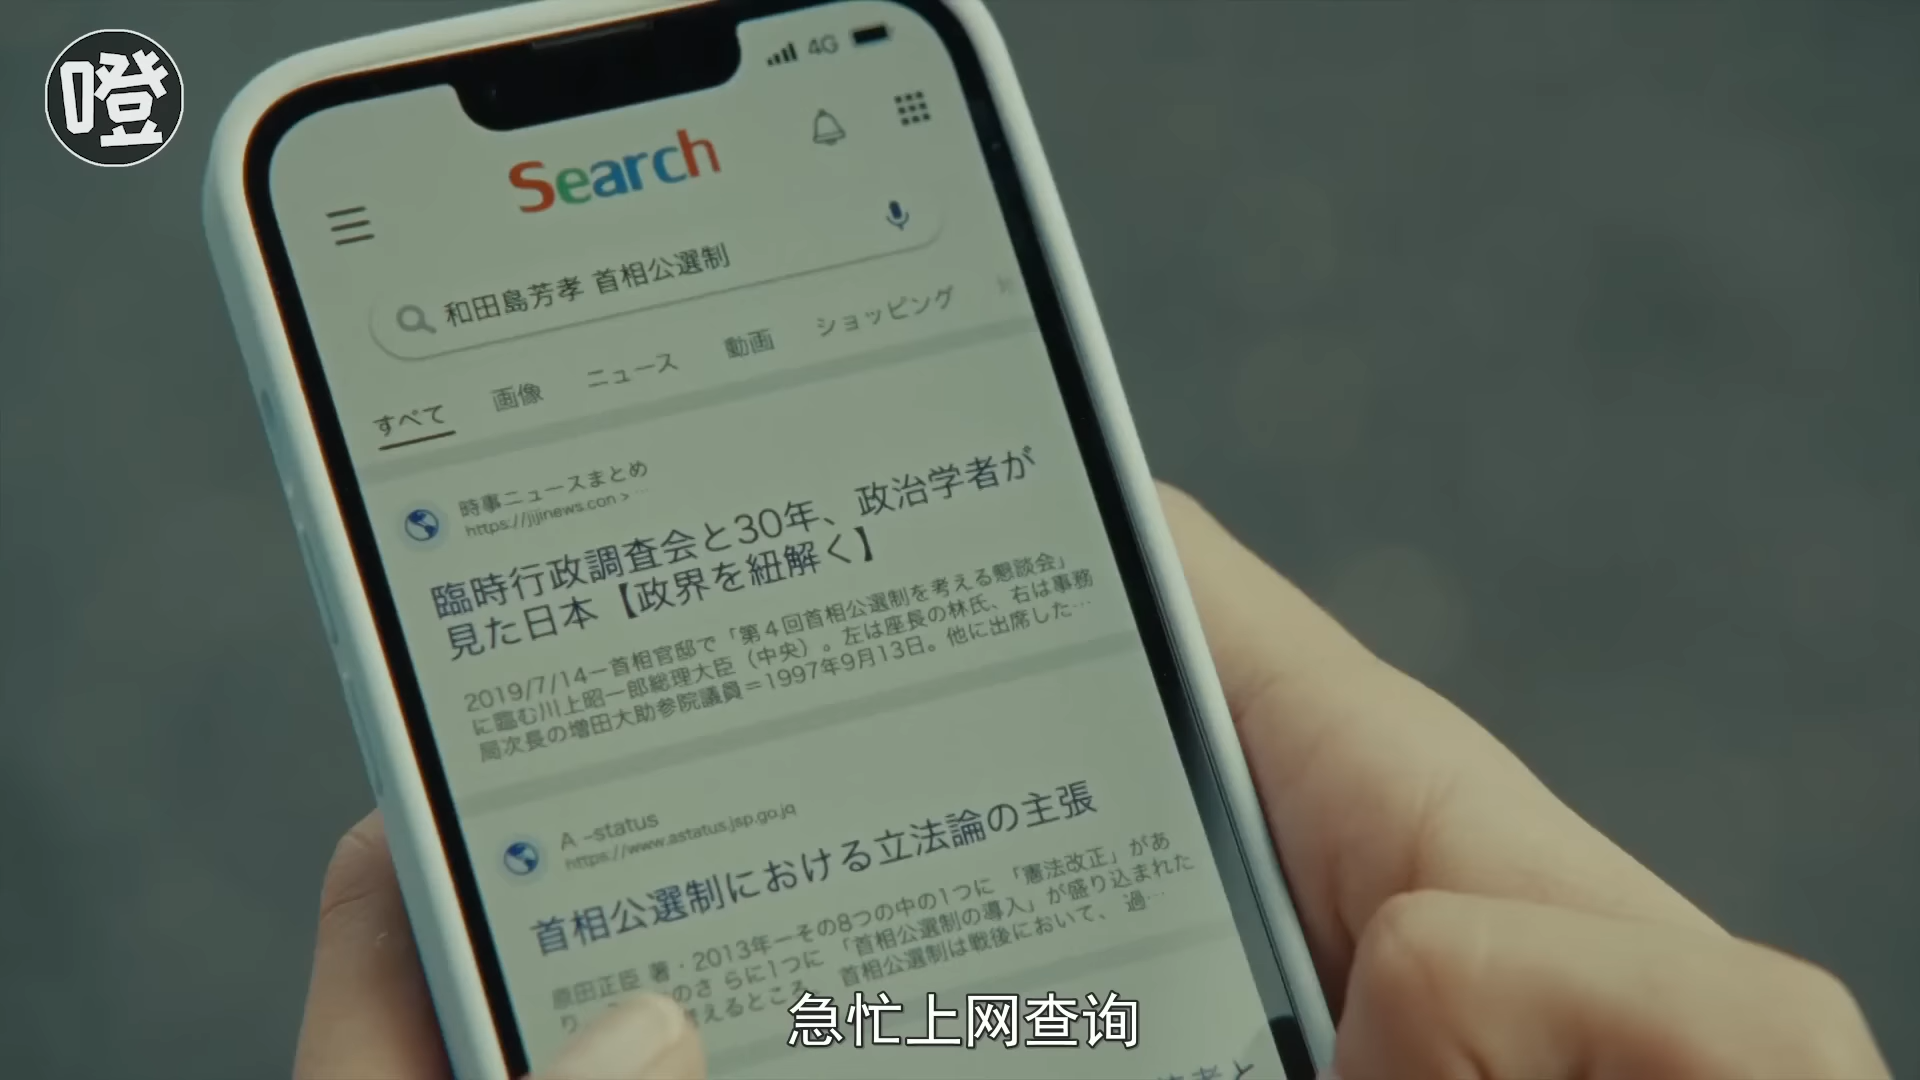 噔
4G
Search
和田島芳孝 首相公選制
すべて 画像 ニュース 動画 ショッピング
時事ニュースまとめ
https://jijinews.con > …
臨時行政調査会と30年、政治学者が
見た日本【政界を紐解く】
2019/7/14ー首相官邸で「第4回首相公選制を考える懇談会」
に臨む川上昭一郎総理大臣（中央）。左は座長の林氏、右は事務
局次長の増田大助参院議員＝1997年9月13日。他に出席した…
A -status
https://www.astatus.jsp.go.jq
首相公選制における立法論の主張
原田正臣 著・2013年ーその8つの中の1つに「憲法改正」があ
り、 のさ らに1つに「首相公選制の導入」が盛り込まれた
考えるところ、 首相公選制は戦後において、 過…
急忙上网查询